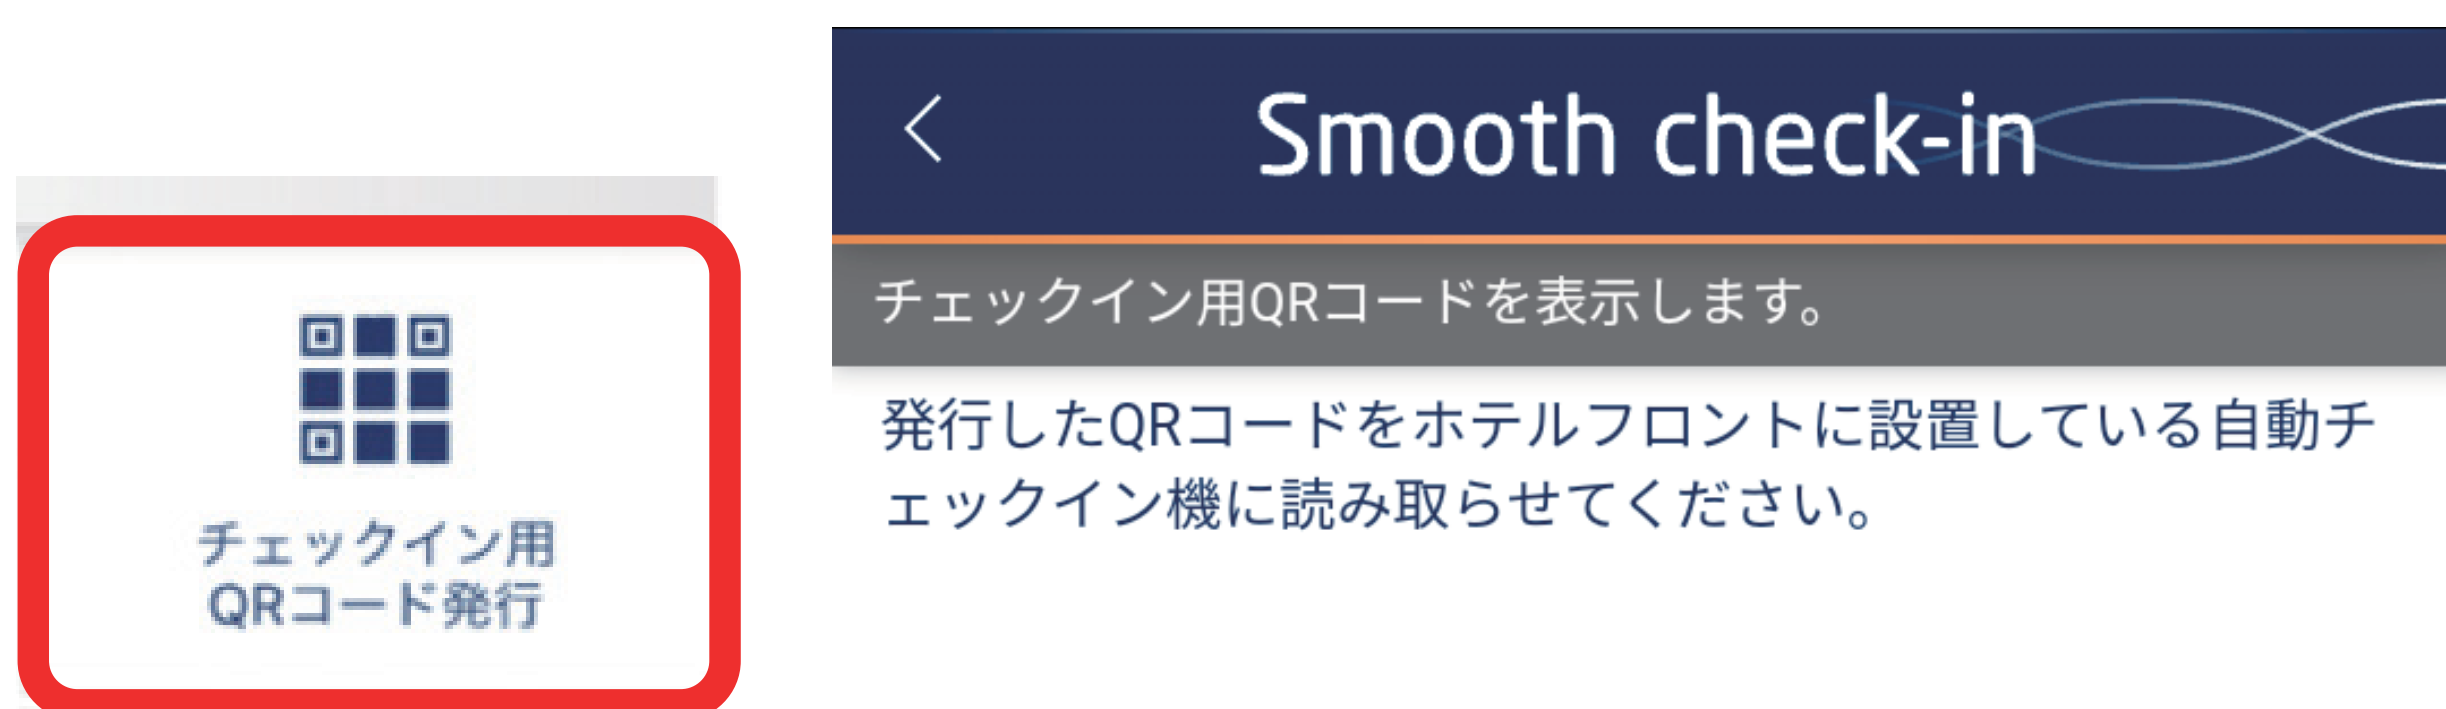 チェックイン用
QRコード発行
Smooth check-in
チェックイン用QRコードを表示します。
発行したQRコードをホテルフロントに設置している自動チ
ェックイン機に読み取らせてください。